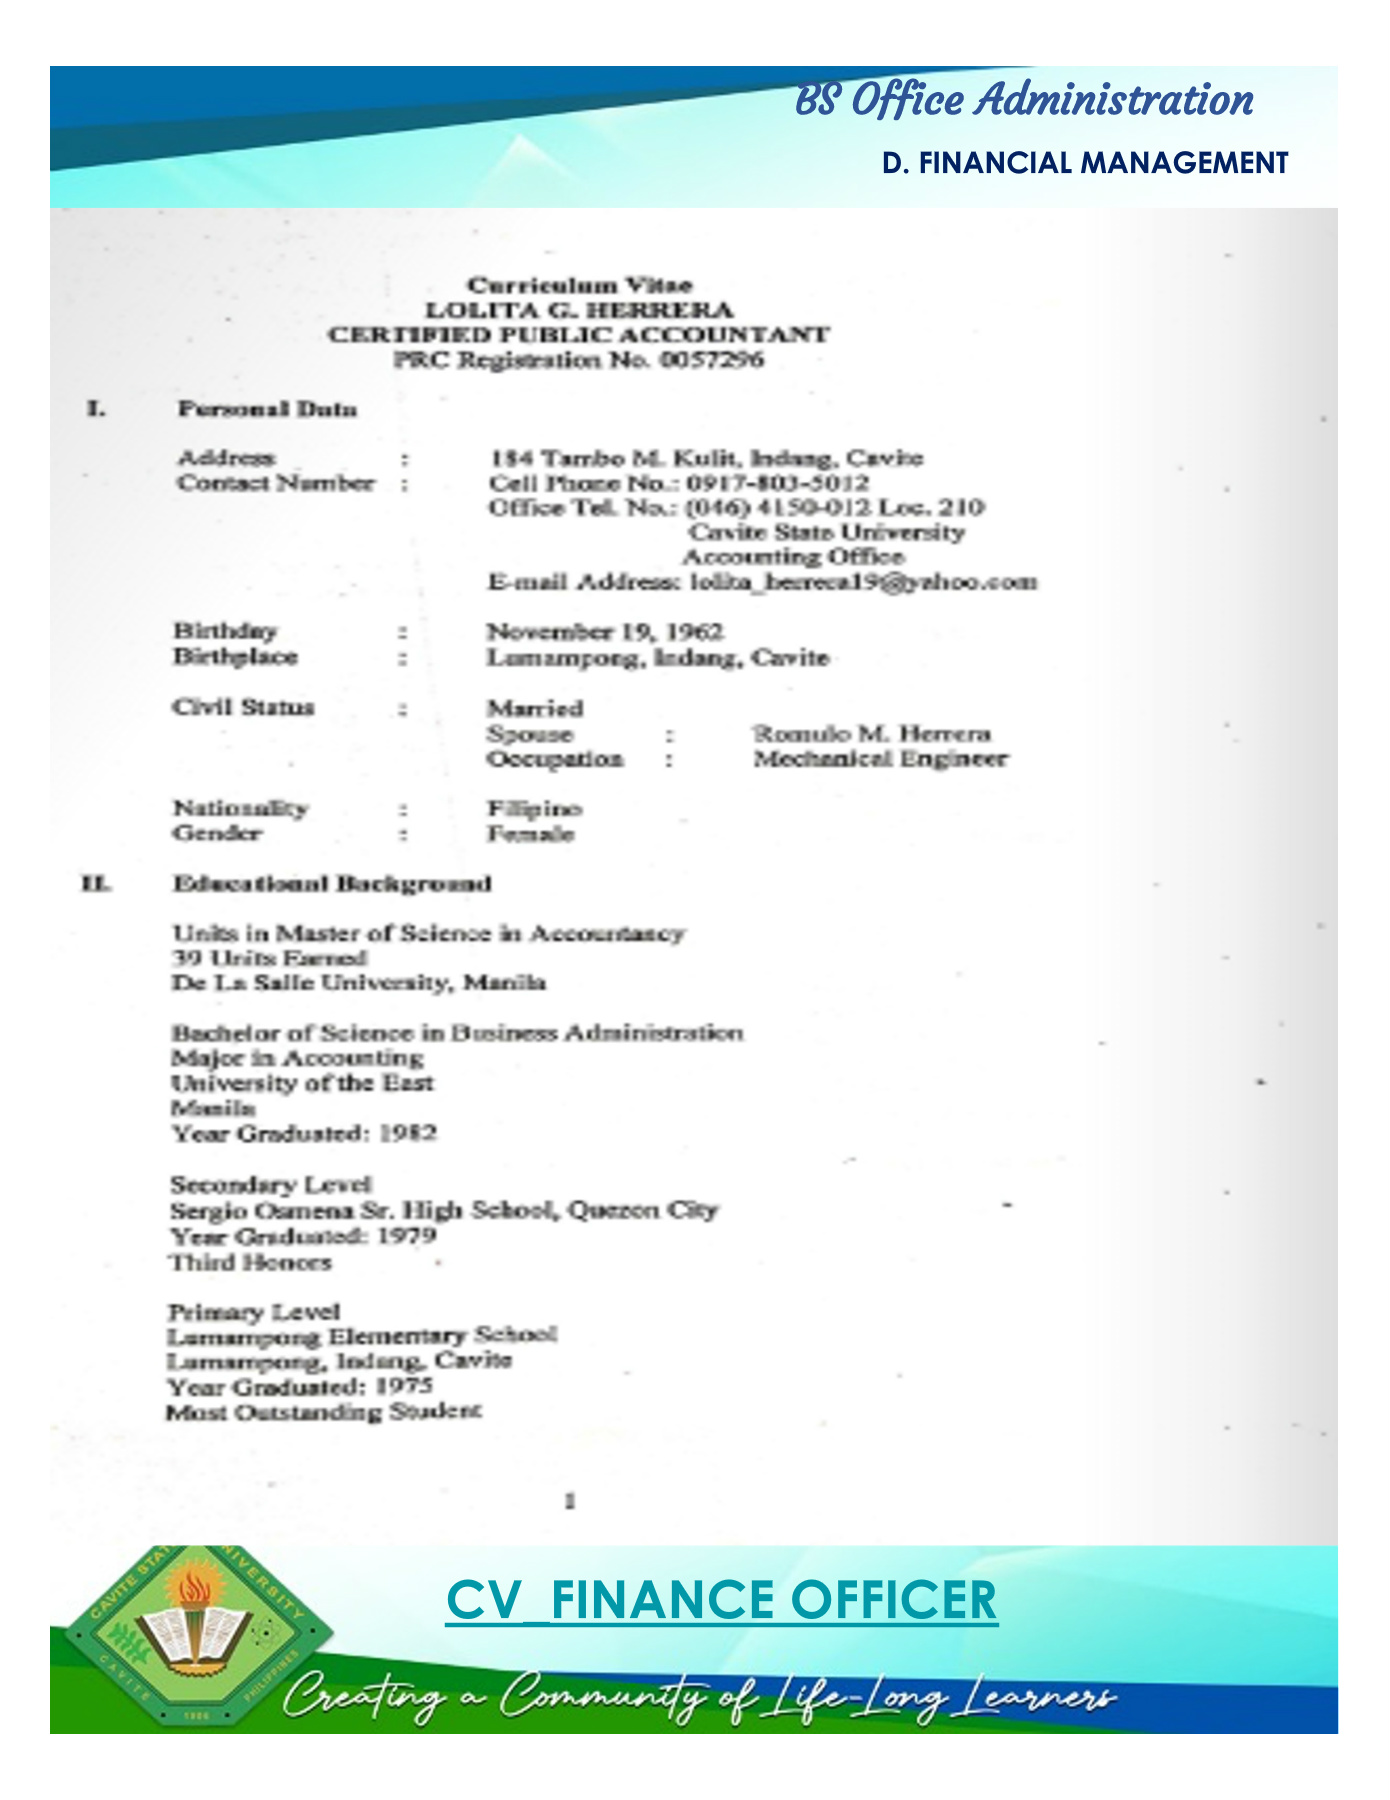 BS Office Administration
D. FINANCIAL MANAGEMENT
Curriculum Vitae
LOLITA G. HERRERA
CERTIFIED PUBLIC ACCOUNTANT
PRC Registration No. 0057296
I. Personal Data
Address : 184 Tambo M. Kulit, Indang, Cavite
Contact Number : Cell Phone No.: 0917-803-5012
Office Tel. No.: (046) 4150-012 Loc. 210
Cavite State University
Accounting Office
E-mail Address: lolita_herrera19@yahoo.com
Birthday : November 19, 1962
Birthplace : Lumampong, Indang, Cavite
Civil Status : Married
Spouse : Romulo M. Herrera
Occupation : Mechanical Engineer
Nationality : Filipino
Gender : Female
II. Educational Background
Units in Master of Science in Accountancy
39 Units Earned
De La Salle University, Manila
Bachelor of Science in Business Administration
Major in Accounting
University of the East
Manila
Year Graduated: 1982
Secondary Level
Sergio Osmena Sr. High School, Quezon City
Year Graduated: 1979
Third Honors
Primary Level
Lumampong Elementary School
Lumampong, Indang, Cavite
Year Graduated: 1975
Most Outstanding Student
1
CAVITE STATE UNIVERSITY
CAVITE PHILIPPINES
1906
CV_FINANCE OFFICER
Creating a Community of Life-Long Learners